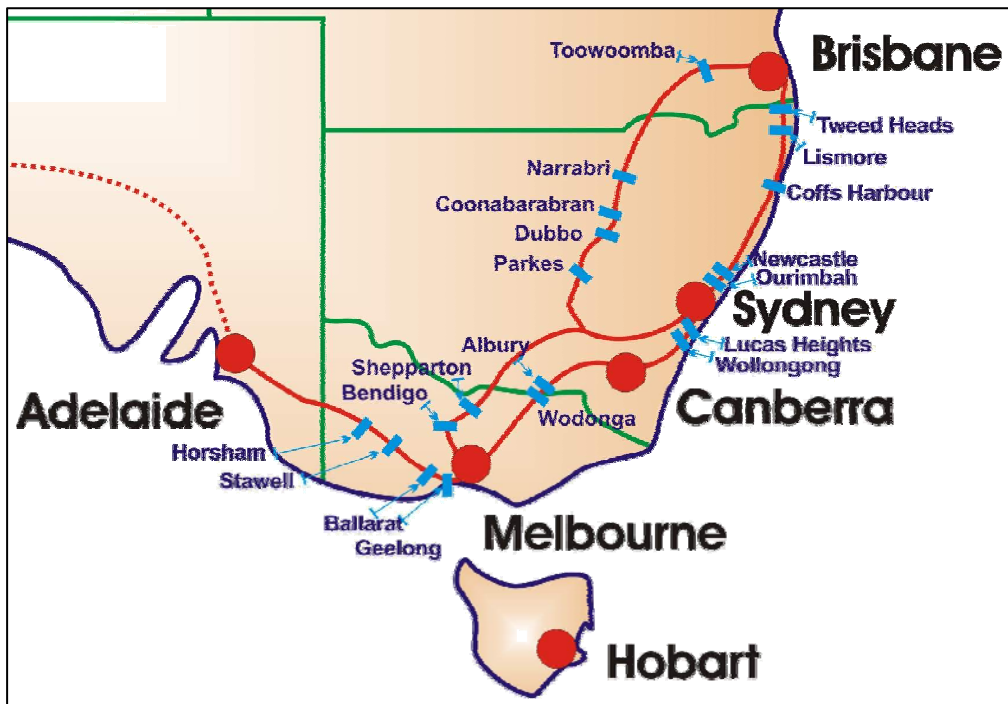 Toowoomba
Brisbane
Tweed Heads
Lismore
Narrabri
Coffs Harbour
Coonabarabran
Dubbo
Parkes
Newcastle
Ourimbah
Sydney
Albury
Lucas Heights
Shepparton
Wollongong
Bendigo
Adelaide
Canberra
Wodonga
Horsham
Stawell
Ballarat
Geelong
Melbourne
Hobart